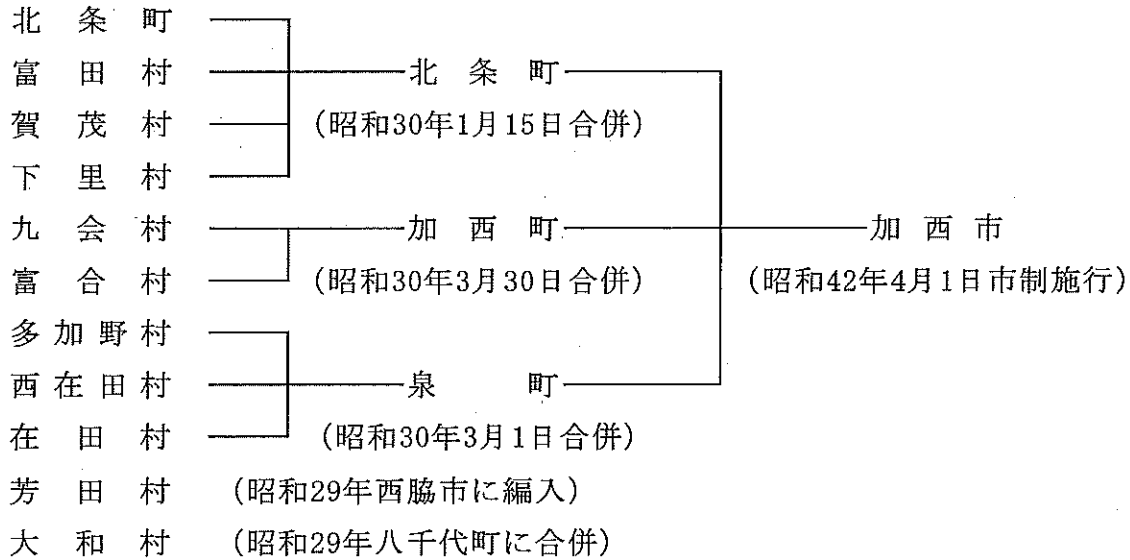 北条町
富田村 北条町
賀茂村 (昭和30年1月15日合併)
下里村
九会村 加西町 加西市
富合村 (昭和30年3月30日合併) (昭和42年4月1日市制施行)
多加野村
西在田村 泉町
在田村 (昭和30年3月1日合併)
芳田村 (昭和29年西脇市に編入)
大和村 (昭和29年八千代町に合併)